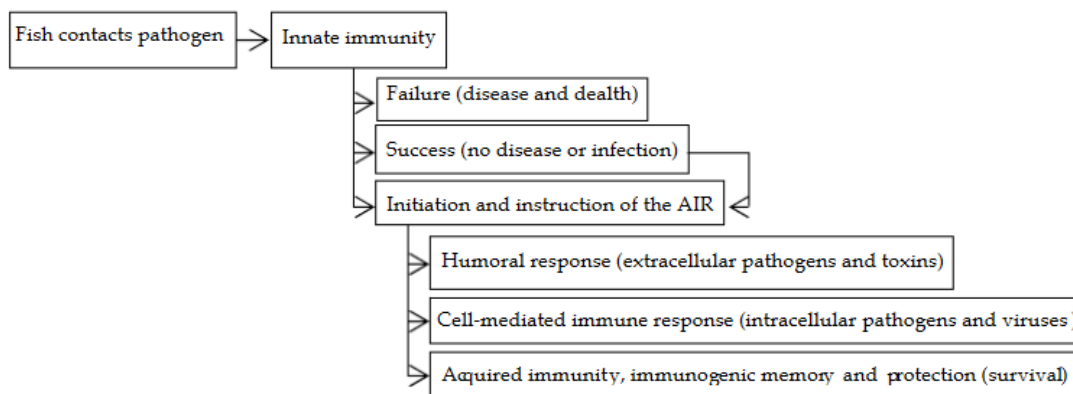 Fish contacts pathogen
Innate immunity
Failure (disease and dealth)
Success (no disease or infection)
Initiation and instruction of the AIR
Humoral response (extracellular pathogens and toxins)
Cell-mediated immune response (intracellular pathogens and viruses)
Acquired immunity, immunogenic memory and protection (survival)